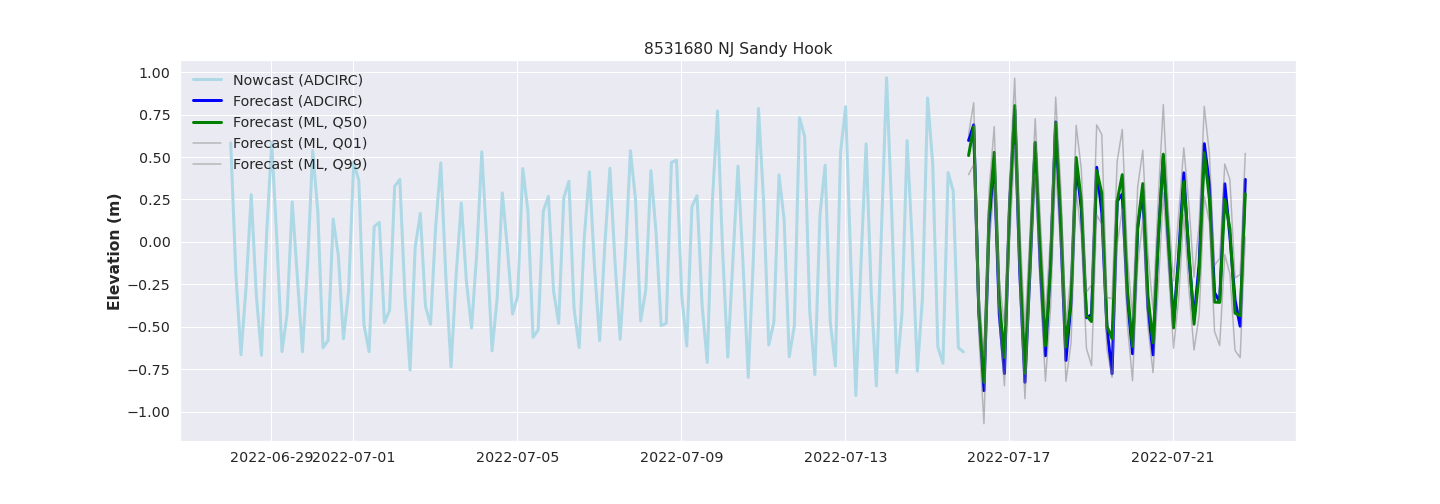 8531680 NJ Sandy Hook
Nowcast (ADCIRC)
Forecast (ADCIRC)
Forecast (ML, Q50)
Forecast (ML, Q01)
Forecast (ML, Q99)
Elevation (m)
1.00
0.75
0.50
0.25
0.00
−0.25
−0.50
−0.75
−1.00
2022-06-29 2022-07-01 2022-07-05 2022-07-09 2022-07-13 2022-07-17 2022-07-21